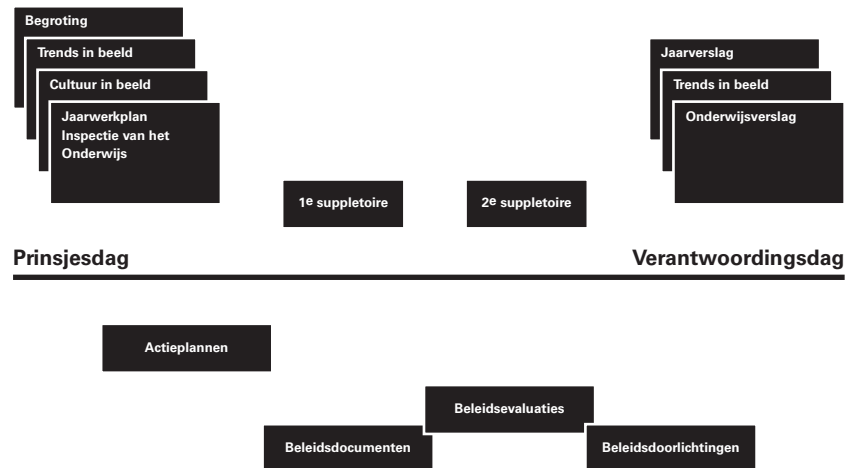 Begroting
Trends in beeld
Cultuur in beeld
Jaarwerkplan
Inspectie van het
Onderwijs
Jaarverslag
Trends in beeld
Onderwijsverslag
1e suppletoire
2e suppletoire
Prinsjesdag
Verantwoordingsdag
Actieplannen
Beleidsevaluaties
Beleidsdocumenten
Beleidsdoorlichtingen